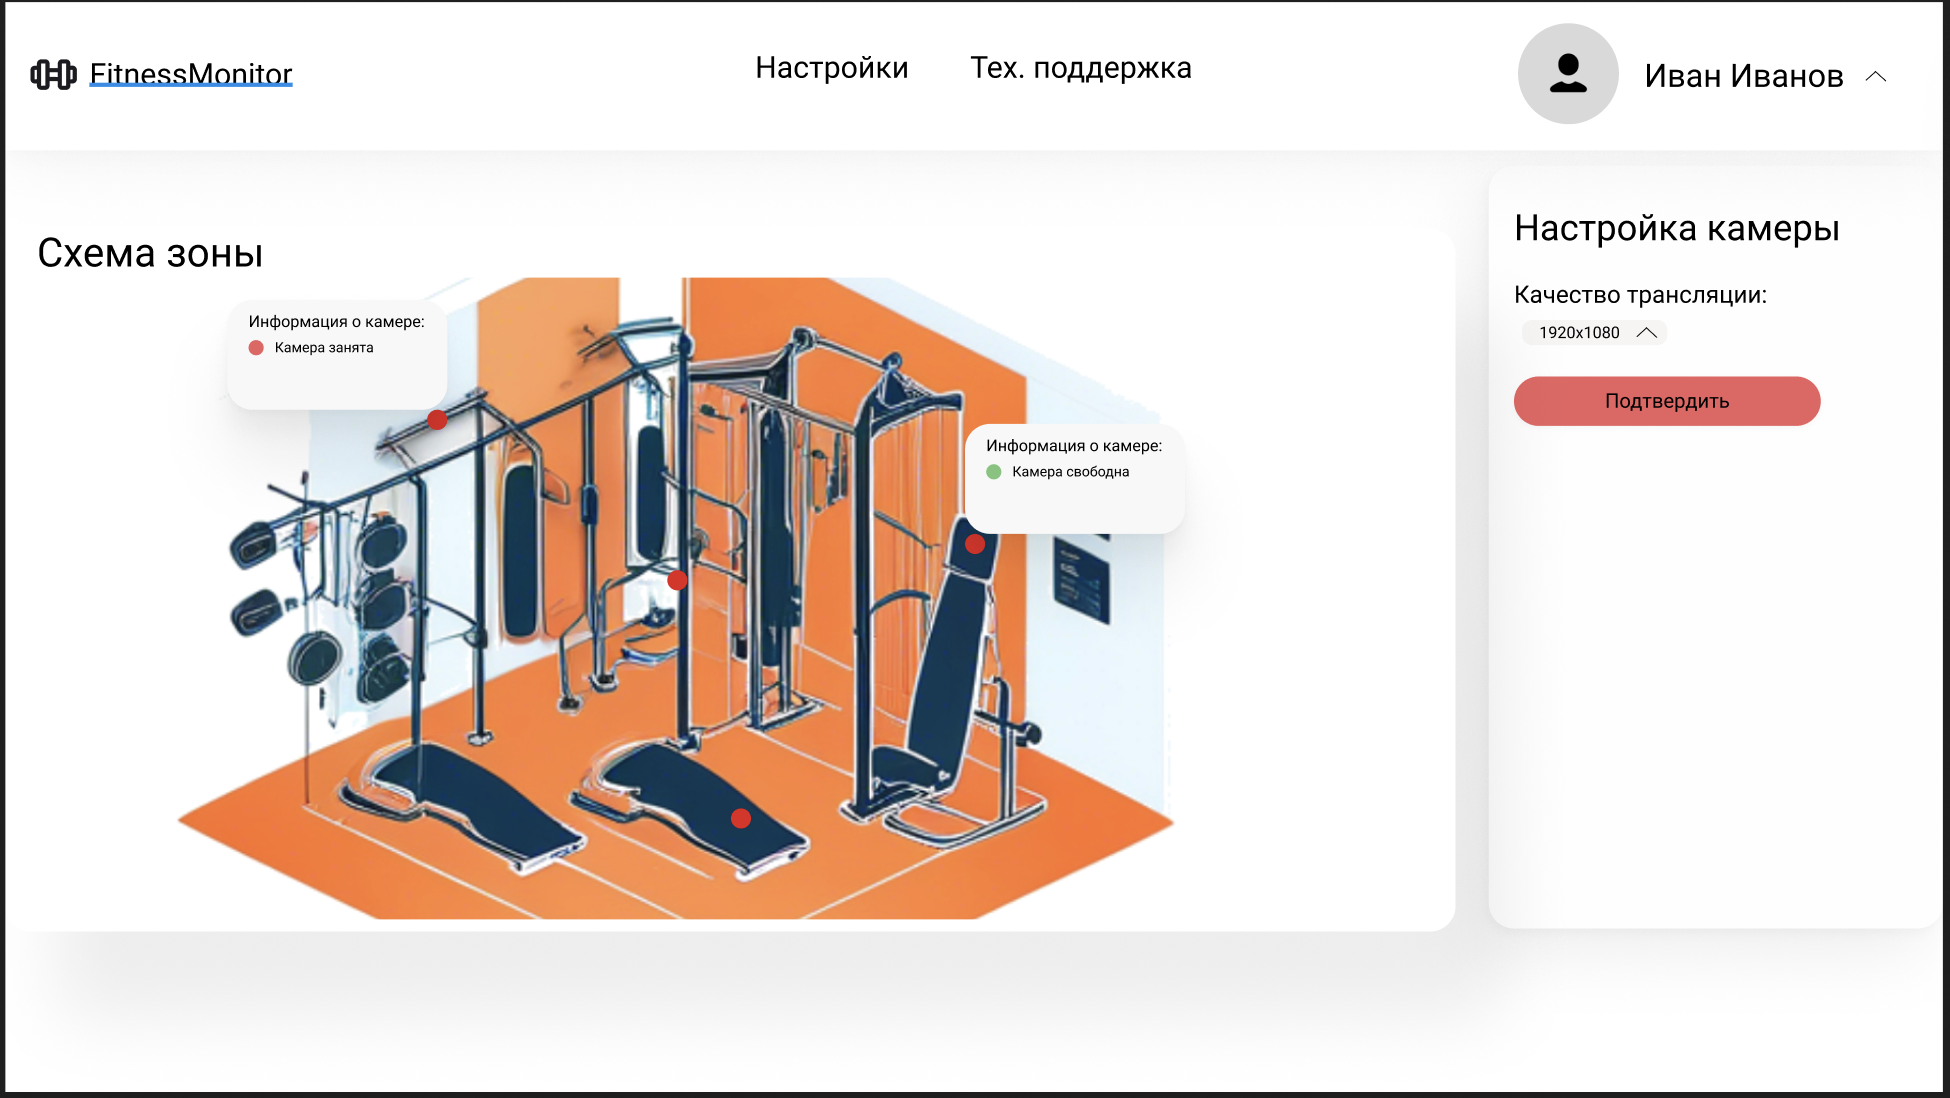 FitnessMonitor
Настройки
Тех. поддержка
Иван Иванов
Схема зоны
Информация о камере:
Камера занята
Информация о камере:
Камера свободна
Настройка камеры
Качество трансляции:
1920x1080
Подтвердить